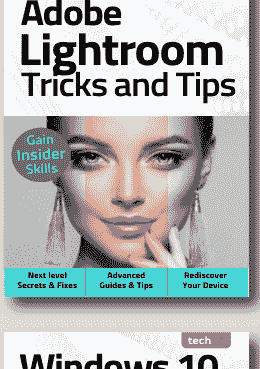 Adobe
Lightroom
Tricks and Tips
Gain
Insider
Skills
Next level
Secrets & Fixes
Advanced
Guides & Tips
Rediscover
Your Device
tech
Windows 10